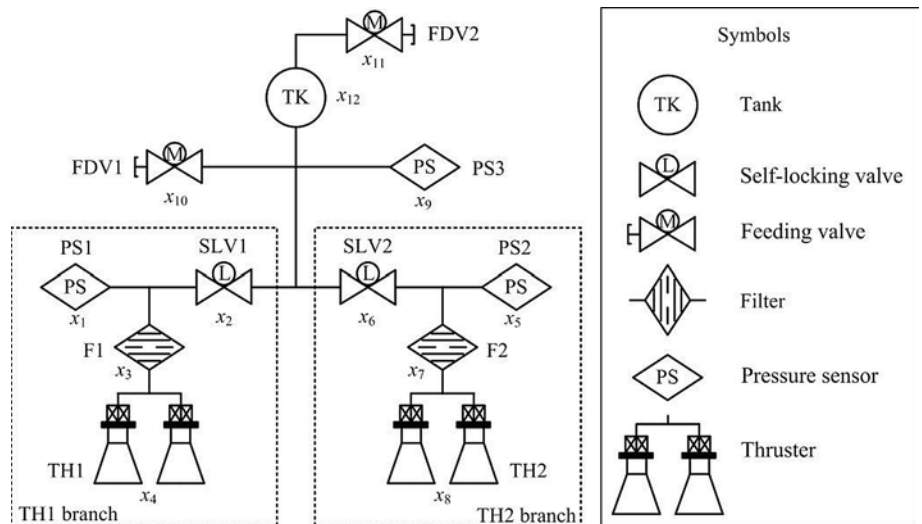 M
FDV2
x11
TK
x12
FDV1
M
x10
PS
PS3
x9
PS1
SLV1
PS
L
x1
x2
F1
x3
TH1
x4
TH1 branch
SLV2
PS2
L
PS
x6
x5
F2
x7
TH2
x8
TH2 branch
Symbols
TK
Tank
L
Self-locking valve
M
Feeding valve
Filter
PS
Pressure sensor
Thruster